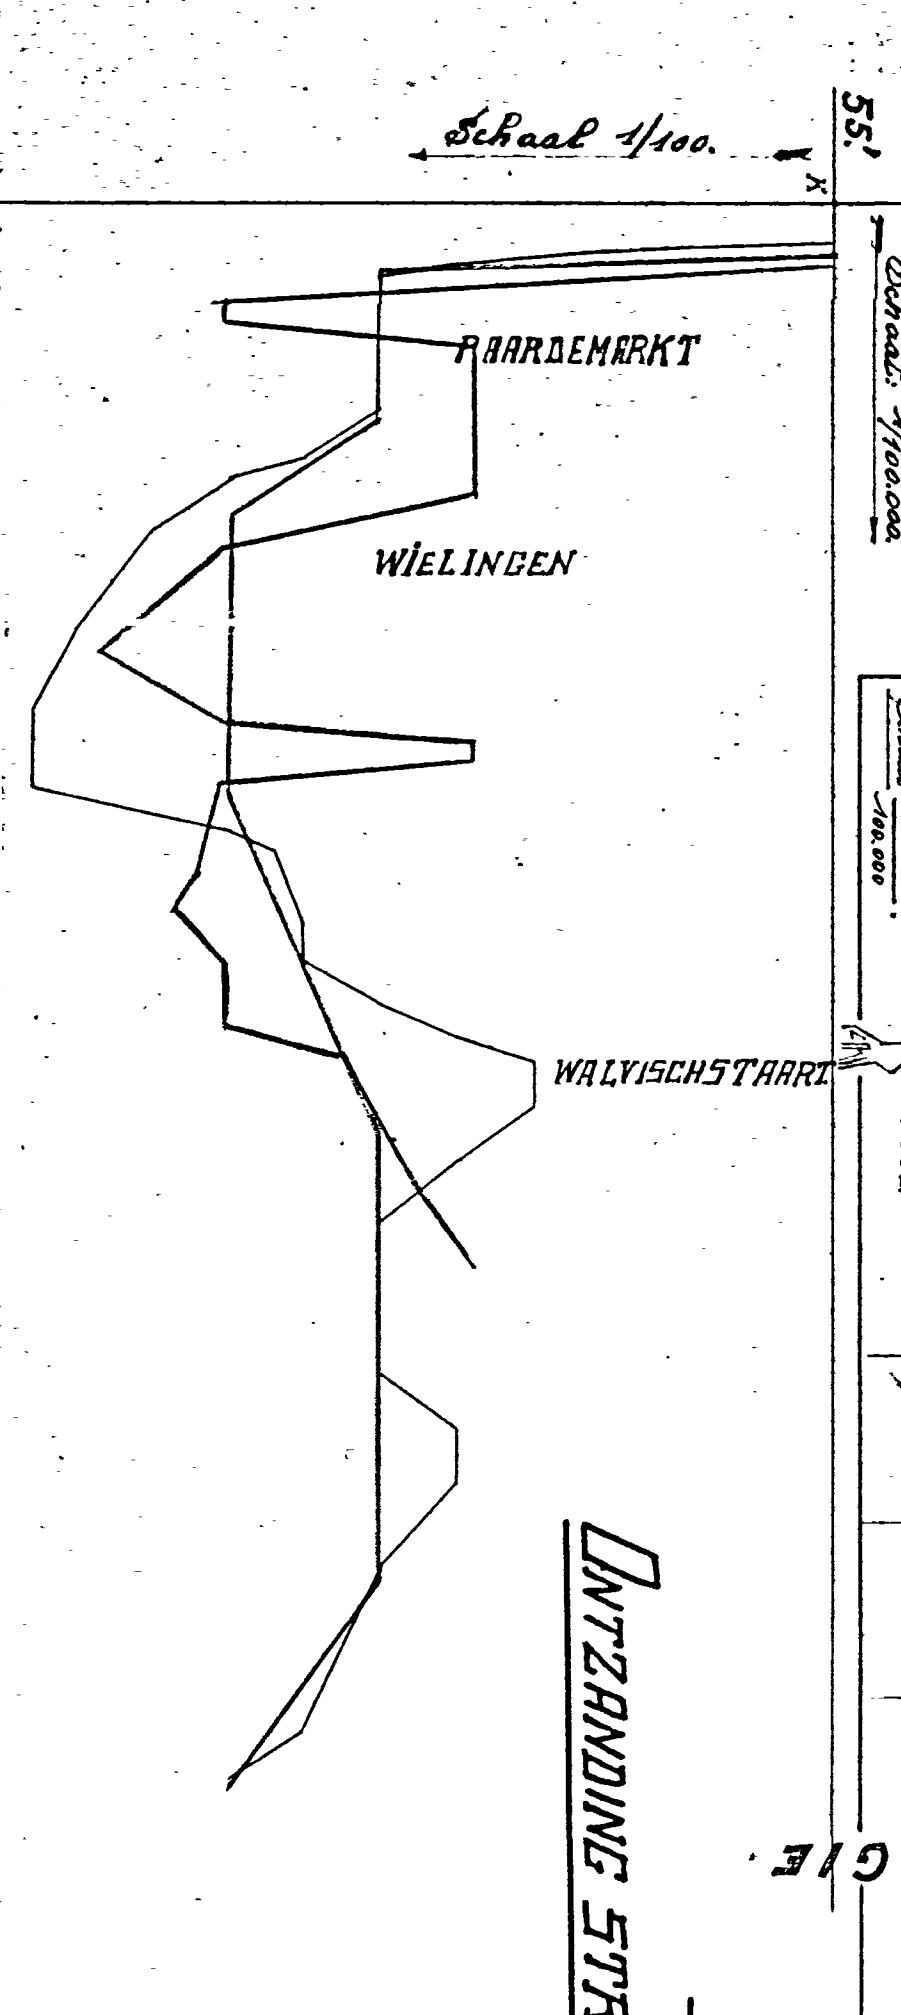 Schaal 1/100.
55.'
K
Schaal: 1/100.000.
PAARDEMARKT
WIELINGEN
100.000
WALVISCHSTAART
ONTZANDING STR
GIE.